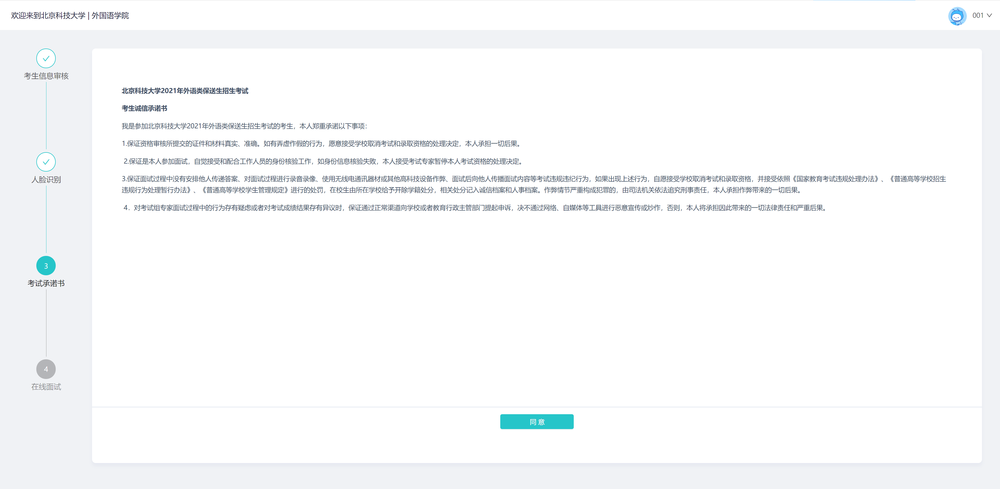 欢迎来到北京科技大学 | 外国语学院
001
考生信息审核
人脸识别
3
考试承诺书
4
在线面试
北京科技大学2021年外语类保送生招生考试
考生诚信承诺书
我是参加北京科技大学2021年外语类保送生招生考试的考生，本人郑重承诺以下事项：
1.保证资格审核所提交的证件和材料真实、准确。如有弄虚作假的行为，愿意接受学校取消考试和录取资格的处理决定，本人承担一切后果。
2.保证是本人参加面试，自觉接受和配合工作人员的身份核验工作，如身份信息核验失败，本人接受考试专家暂停本人考试资格的处理决定。
3.保证面试过程中没有安排他人传递答案、对面试过程进行录音录像、使用无线电通讯器材或其他高科技设备作弊、面试后向他人传播面试内容等考试违规违纪行为，如果出现上述行为，自愿接受学校取消考试和录取资格，并接受依照《国家教育考试违规处理办法》、《普通高等学校招生
违规行为处理暂行办法》、《普通高等学校学生管理规定》进行的处罚，在校生由所在学校给予开除学籍处分，相关处分记入诚信档案和人事档案。作弊情节严重构成犯罪的，由司法机关依法追究刑事责任，本人承担作弊带来的一切后果。
4．对考试组专家面试过程中的行为存有疑虑或者对考试成绩结果存有异议时，保证通过正常渠道向学校或者教育行政主管部门提起申诉，决不通过网络、自媒体等工具进行恶意宣传或炒作，否则，本人将承担因此带来的一切法律责任和严重后果。
同 意